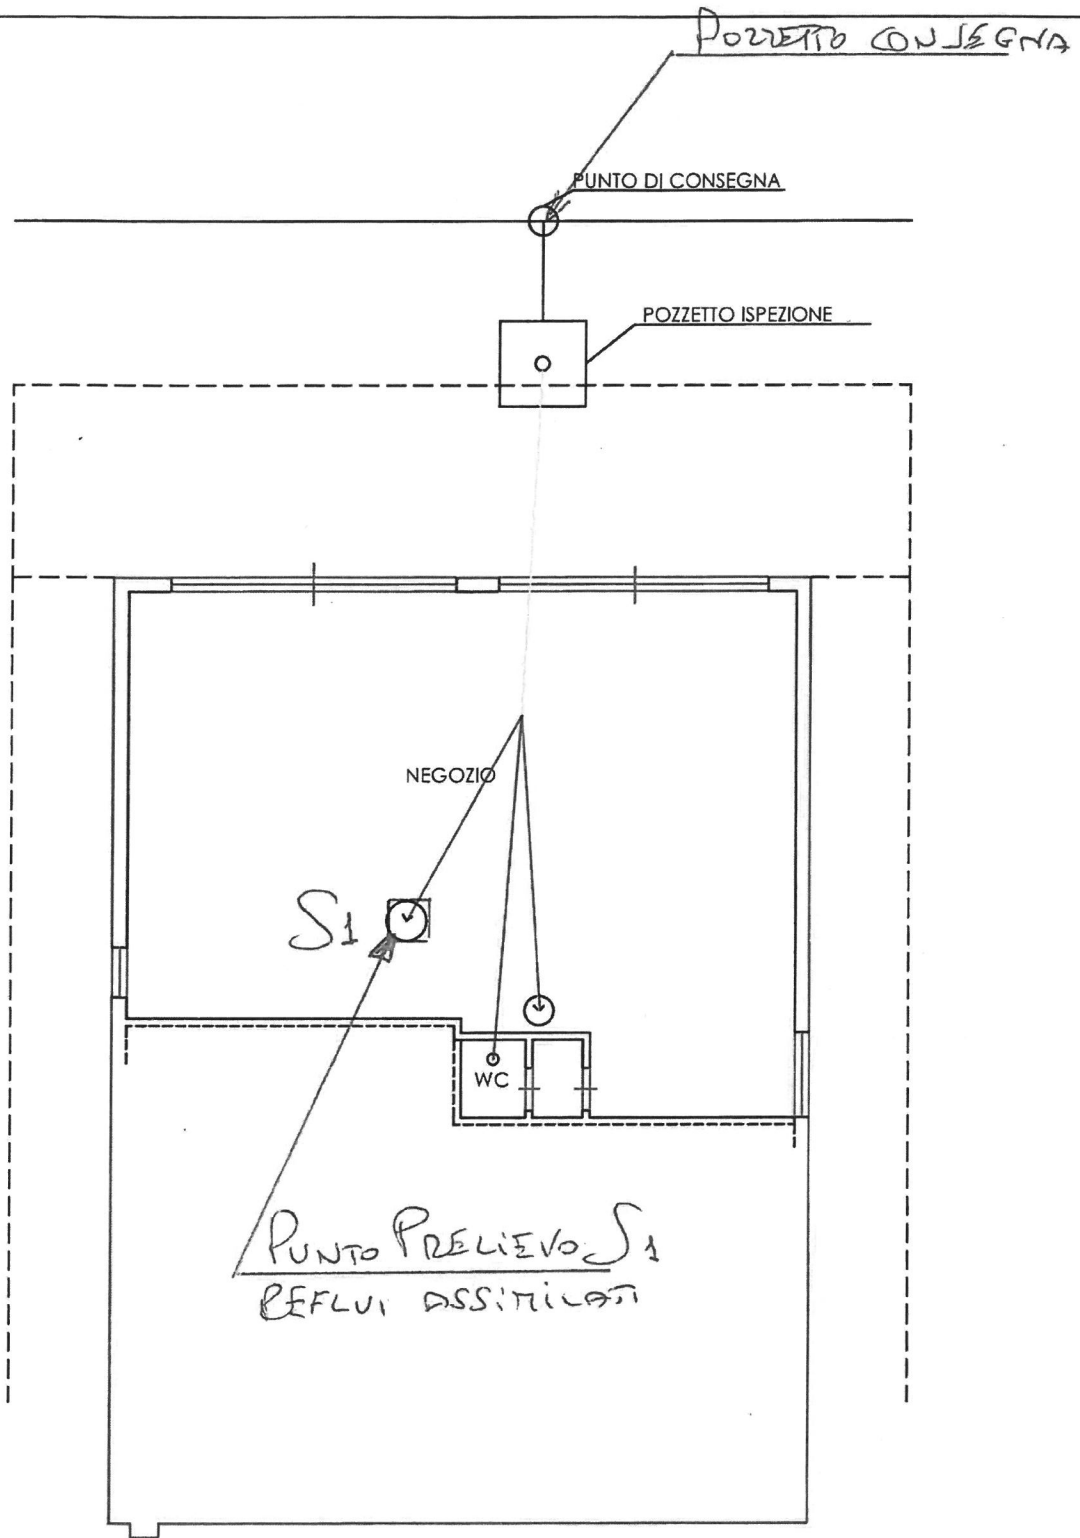 POZZETTO CONSEGNA
PUNTO DI CONSEGNA
POZZETTO ISPEZIONE
NEGOZIO
S1
WC
PUNTO PRELIEVO S1
REFLUI ASSIMILATI